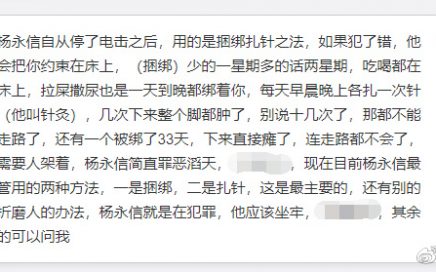 杨永信自从停了电击之后，用的是捆绑扎针之法，如果犯了错，他
会把你约束在床上，（捆绑）少的一星期多的话两星期，吃喝都在
床上，拉屎撒尿也是一天到晚都绑着你，每天早晨晚上各扎一次针
（他叫针灸），几次下来整个脚都肿了，别说十几次了，那都不能
走路了，还有一个被绑了33天，下来直接瘫了，连走路都不会了，
需要人架着，杨永信简直罪恶滔天，，现在目前杨永信最
管用的两种方法，一是捆绑，二是扎针，这是最主要的，还有别的
折磨人的办法，杨永信就是在犯罪，他应该坐牢，，其余
的可以问我